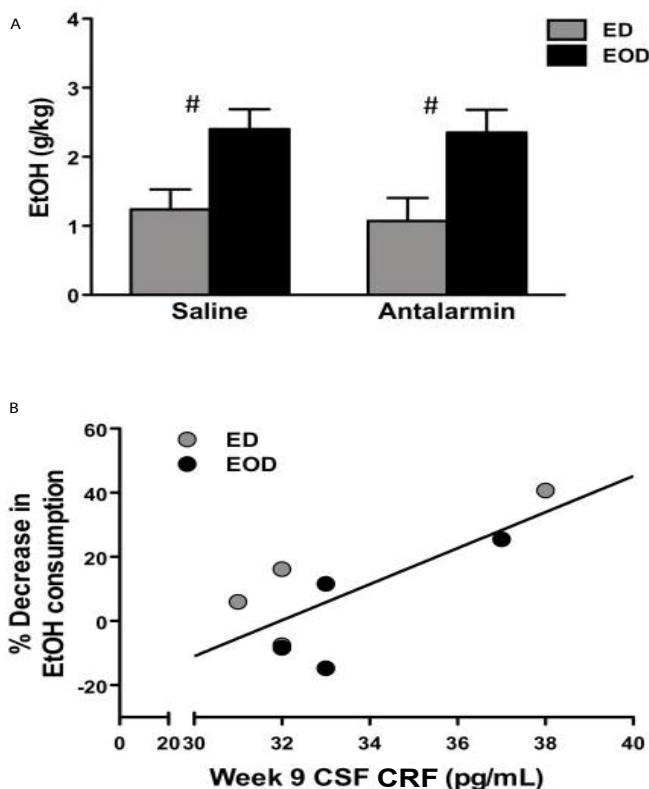 A
ED
EOD
4
3
2
1
0
EtOH (g/kg)
#
#
Saline
Antalarmin
B
ED
EOD
60
40
20
0
-20
% Decrease in
EtOH consumption
0
20 30
32
34
36
38
40
Week 9 CSF CRF (pg/mL)